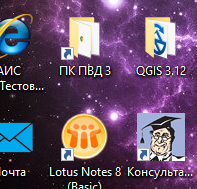 АИС ПК ПВД 3 QGIS 3.12
Тестов...
Почта Lotus Notes 8 Консульта...
(Basic)